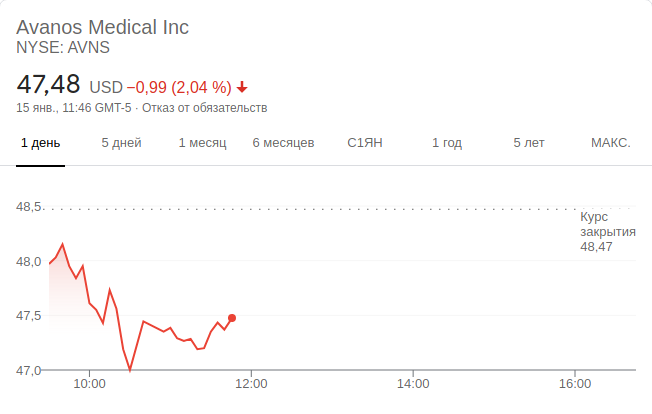 Avanos Medical Inc
NYSE: AVNS
47,48 USD −0,99 (2,04 %)
15 янв., 11:46 GMT-5 · Отказ от обязательств
1 день 5 дней 1 месяц 6 месяцев С1ЯН 1 год 5 лет МАКС.
48,5
Курс
закрытия
48,47
48,0
47,5
47,0
10:00 12:00 14:00 16:00